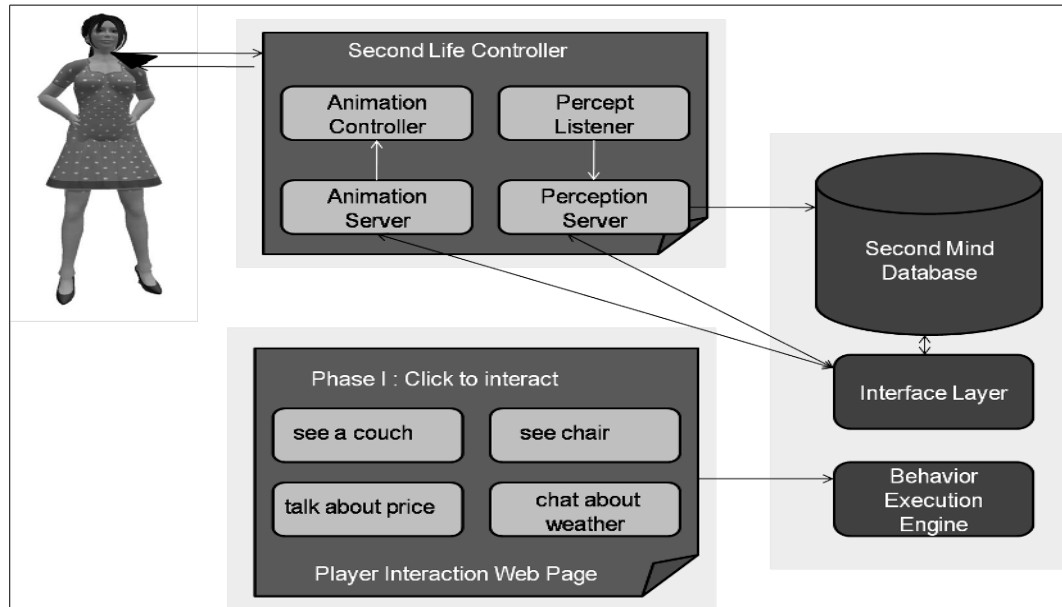 Second Life Controller
Animation
Controller
Percept
Listener
Animation
Server
Perception
Server
Second Mind
Database
Interface Layer
Behavior
Execution
Engine
Phase I : Click to interact
see a couch
see chair
talk about price
chat about
weather
Player Interaction Web Page